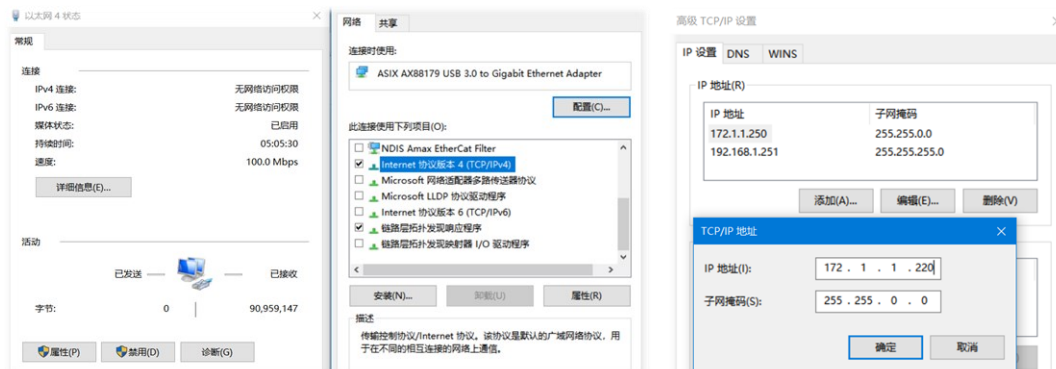 以太网 4 状态
常规
连接
IPv4 连接: 无网络访问权限
IPv6 连接: 无网络访问权限
媒体状态: 已启用
持续时间: 05:05:30
速度: 100.0 Mbps
详细信息(E)...
活动
已发送 — — 已接收
字节: 0 90,959,147
属性(P) 禁用(D) 诊断(G)
网络 共享
连接时使用:
ASIX AX88179 USB 3.0 to Gigabit Ethernet Adapter
配置(C)...
此连接使用下列项目(O):
NDIS Amax EtherCat Filter
Internet 协议版本 4 (TCP/IPv4)
Microsoft 网络适配器多路传送器协议
Microsoft LLDP 协议驱动程序
Internet 协议版本 6 (TCP/IPv6)
链路层拓扑发现响应程序
链路层拓扑发现映射器 I/O 驱动程序
安装(N)... 卸载(U) 属性(R)
描述
传输控制协议/Internet 协议。该协议是默认的广域网络协议，用
于在不同的相互连接的网络上通信。
高级 TCP/IP 设置
IP 设置 DNS WINS
IP 地址(R)
IP 地址 子网掩码
172.1.1.250 255.255.0.0
192.168.1.251 255.255.255.0
添加(A)... 编辑(E)... 删除(V)
TCP/IP 地址
IP 地址(I): 172 . 1 . 1 . 220
子网掩码(S): 255 . 255 . 0 . 0
确定 取消